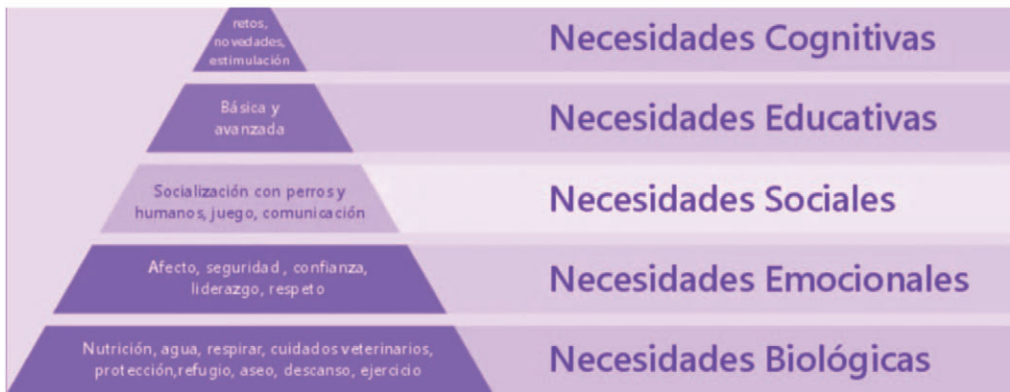 retos,
novedades,
estimulación
Necesidades Cognitivas
Básica y
avanzada
Necesidades Educativas
Socialización con perros y
humanos, juego, comunicación
Necesidades Sociales
Afecto, seguridad , confianza,
liderazgo, respeto
Necesidades Emocionales
Nutrición, agua, respirar, cuidados veterinarios,
protección,refugio, aseo, descanso, ejercicio
Necesidades Biológicas